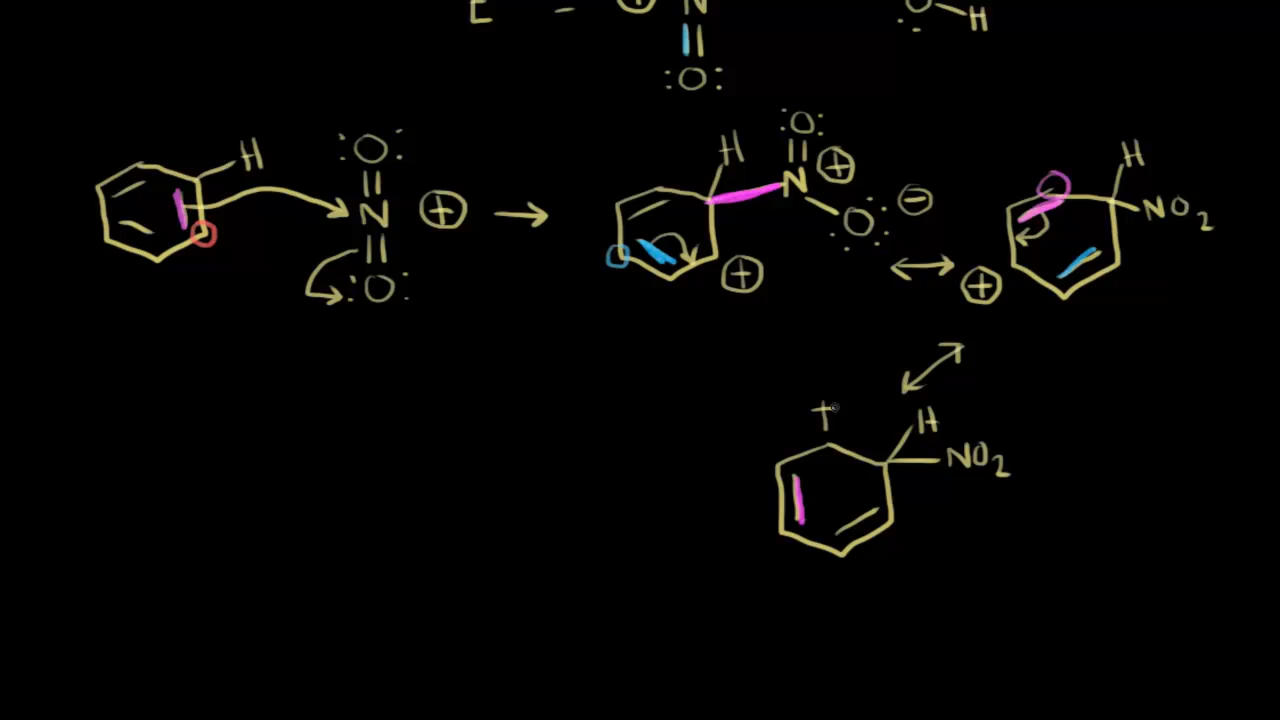 E - ⊕ N
:O-H
:O:
H :O: N ⊕ :O:
→
H :O: N ⊕ :O: ⊖ ⊕
↔
H NO2 ⊕
↔
+ H NO2